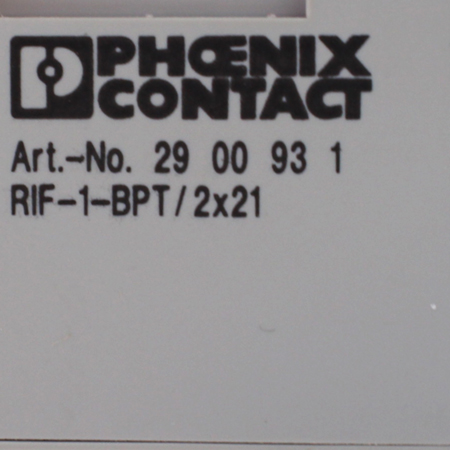 PHŒNIX
CONTACT
Art.-No. 29 00 93 1
RIF-1-BPT/2x21